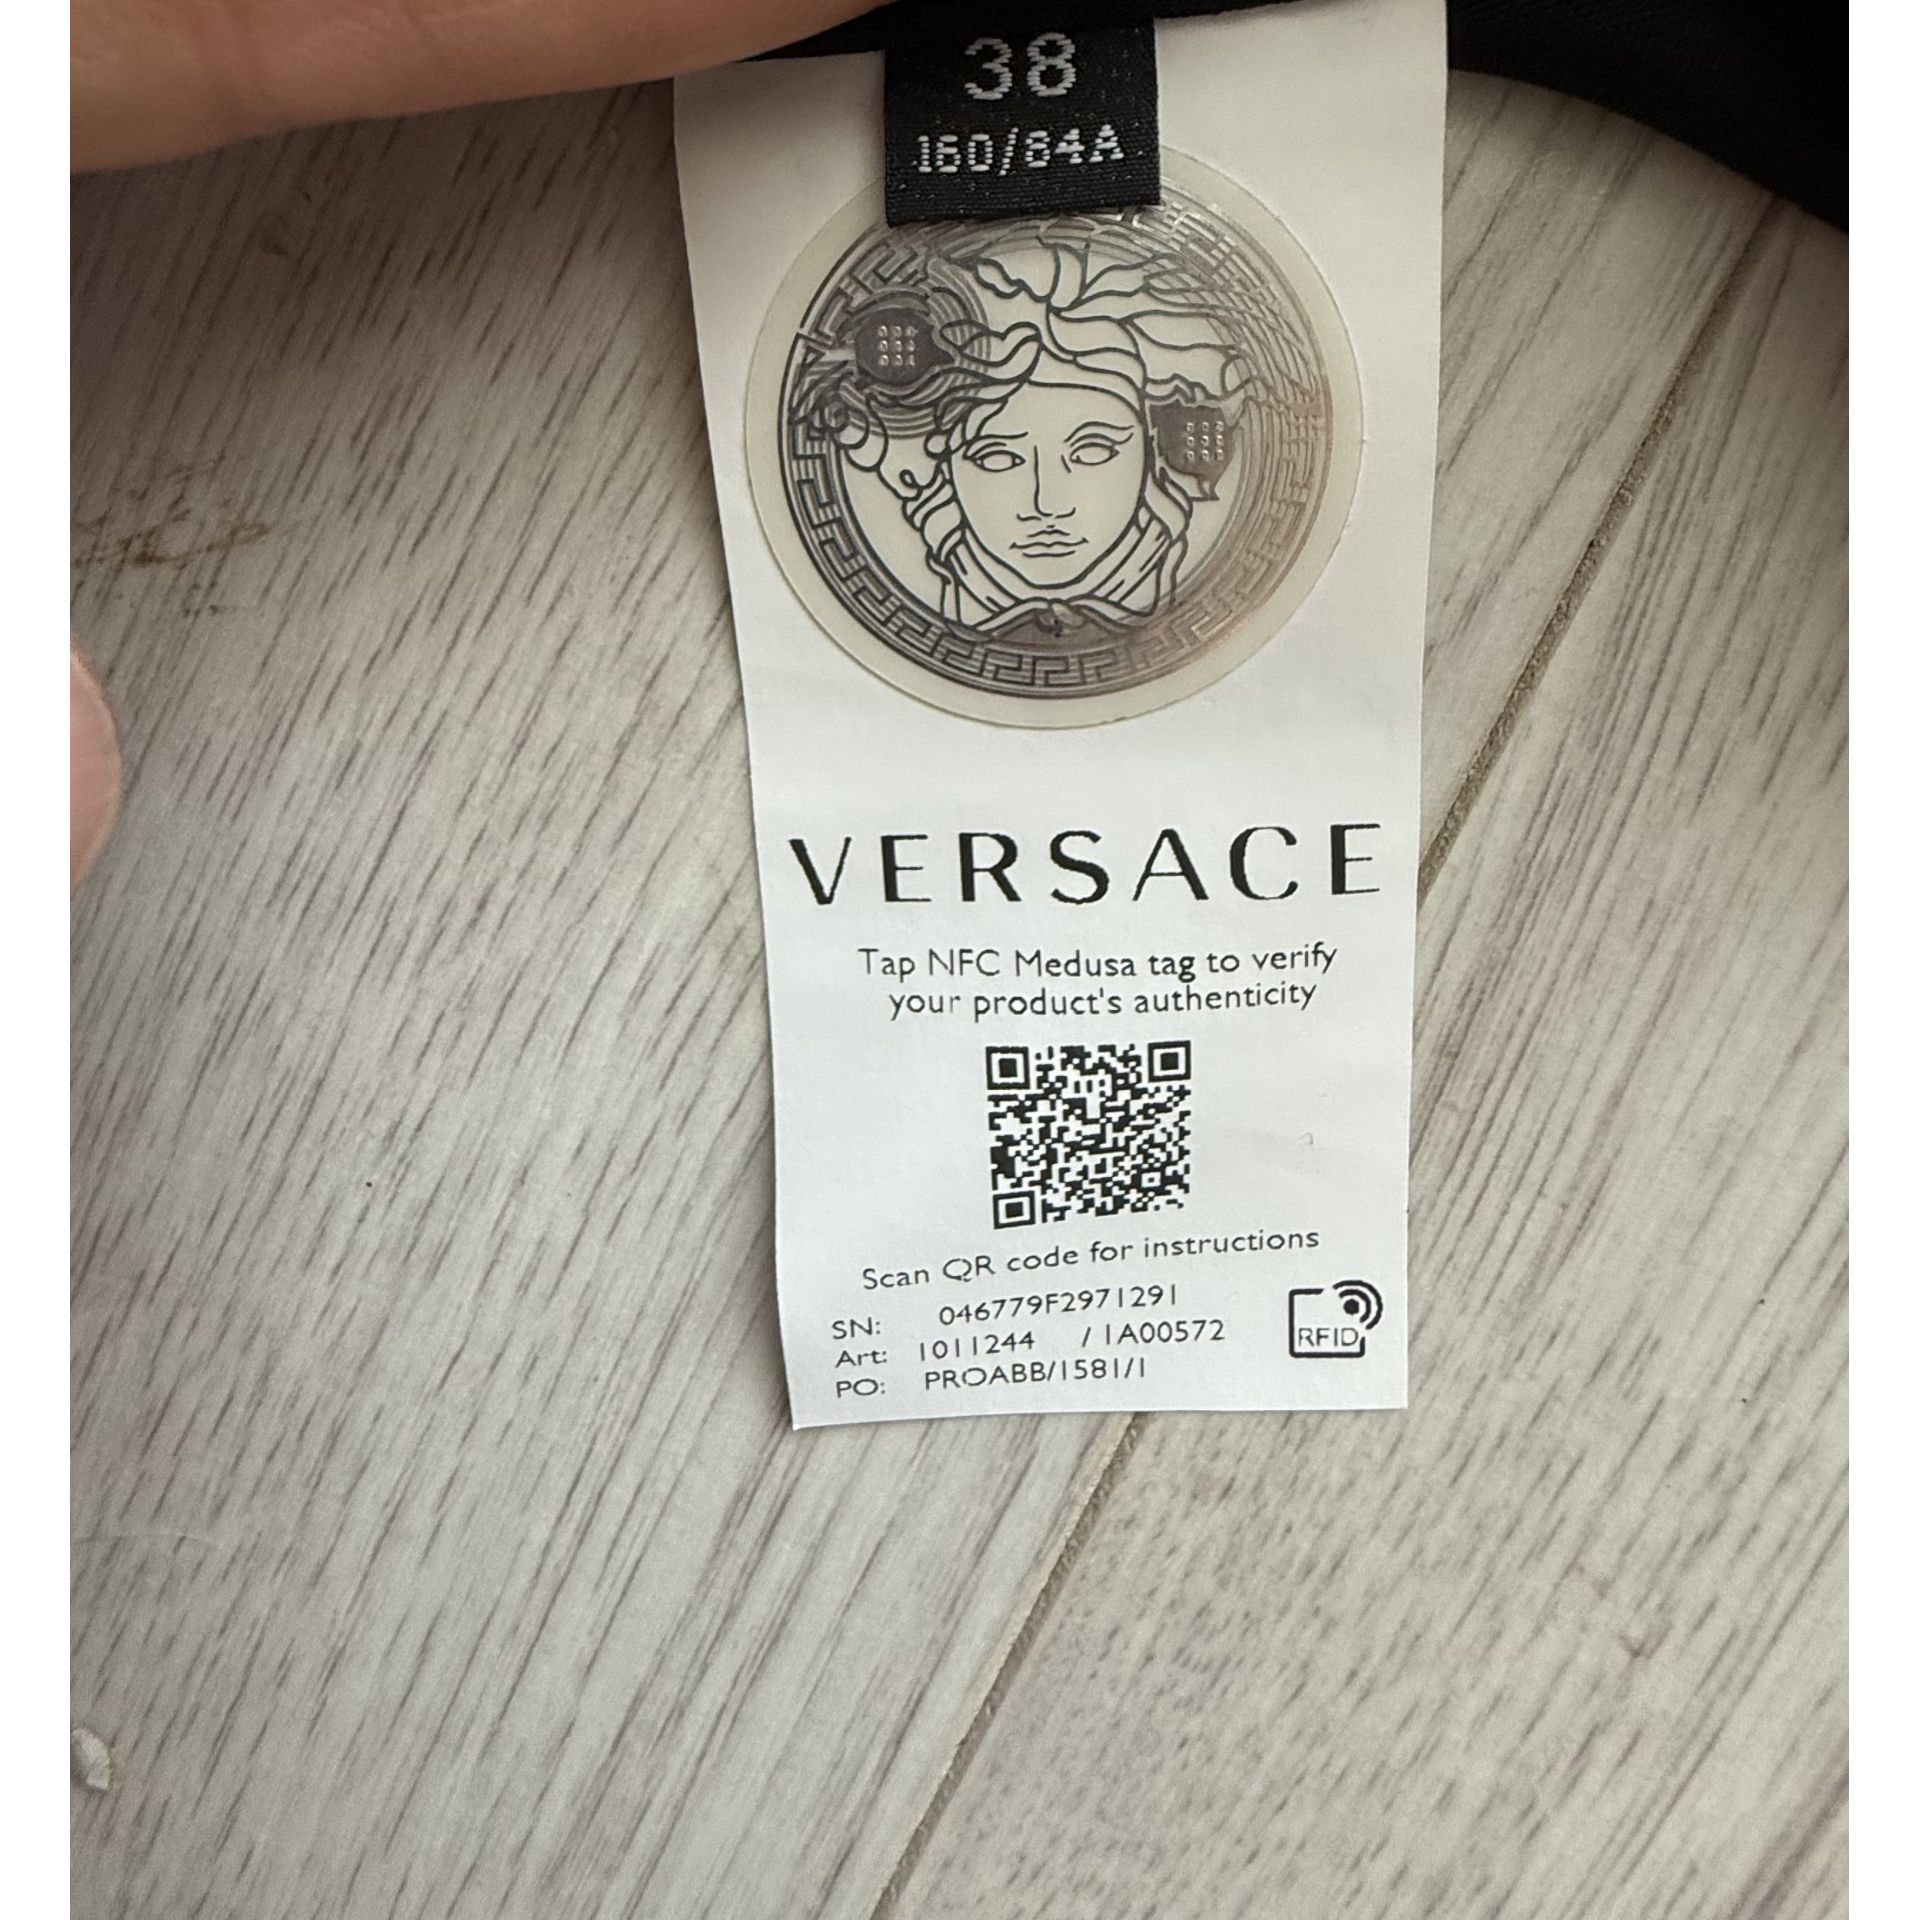 38
160/84A
VERSACE
Tap NFC Medusa tag to verify
your product's authenticity
Scan QR code for instructions
SN: 046779F2971291
Art: 1011244 / 1A00572
PO: PROABB/1581/1
RFID